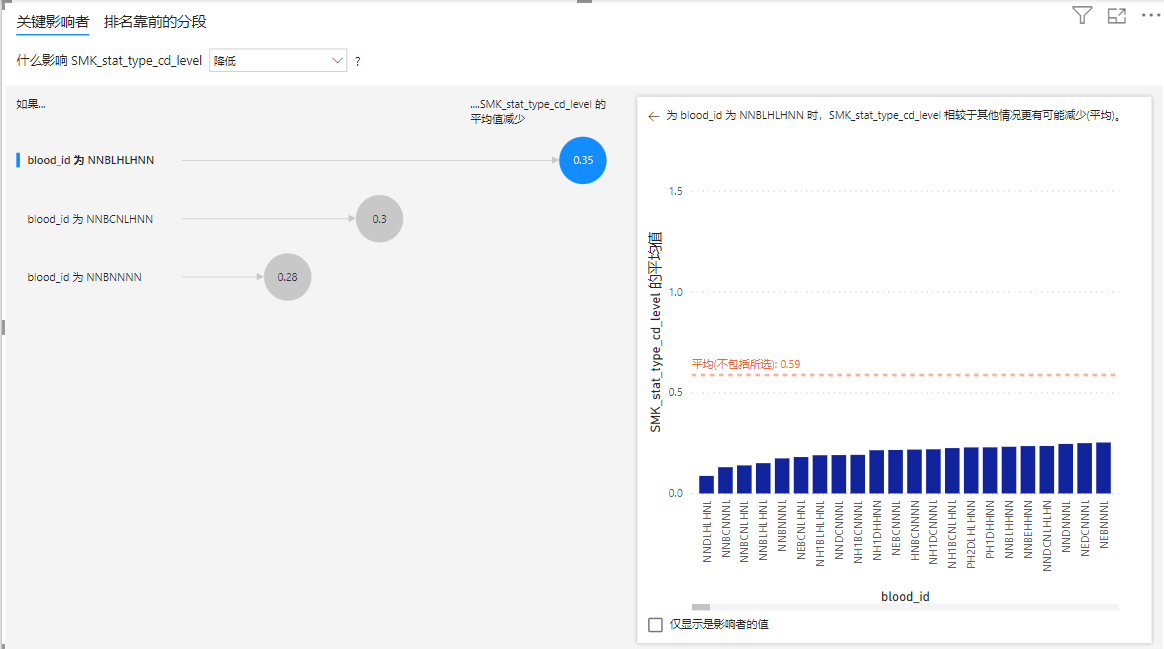 关键影响者 排名靠前的分段
什么影响 SMK_stat_type_cd_level 降低 ?
如果...
....SMK_stat_type_cd_level 的
平均值减少
blood_id 为 NNBLHLHNN
0.35
blood_id 为 NNBCNLHNN
0.3
blood_id 为 NNBNNNN
0.28
← 为 blood_id 为 NNBLHLHNN 时，SMK_stat_type_cd_level 相较于其他情况更有可能减少(平均)。
SMK_stat_type_cd_level 的平均值
1.5
1.0
平均(不包括所选): 0.59
0.5
0.0
NNDLHLHNL
NNBCNNNL
NNBCNLHNL
NNBLHLHNL
NNBNNNL
NEBCNLHNL
NH1BLHLHNL
NNDCNNNL
NH1BCNNNL
NH1DHHNN
NEBCNNNL
HNBCNNNN
NH1DCNNNL
NH1BCNLHNL
PH2DLHLHNN
PH1DHHNN
NNBLHHNN
NNBEHHNN
NNDCNLHLHN
NNDNNNL
NEDCNNNL
NEBNNNL
blood_id
仅显示是影响者的值